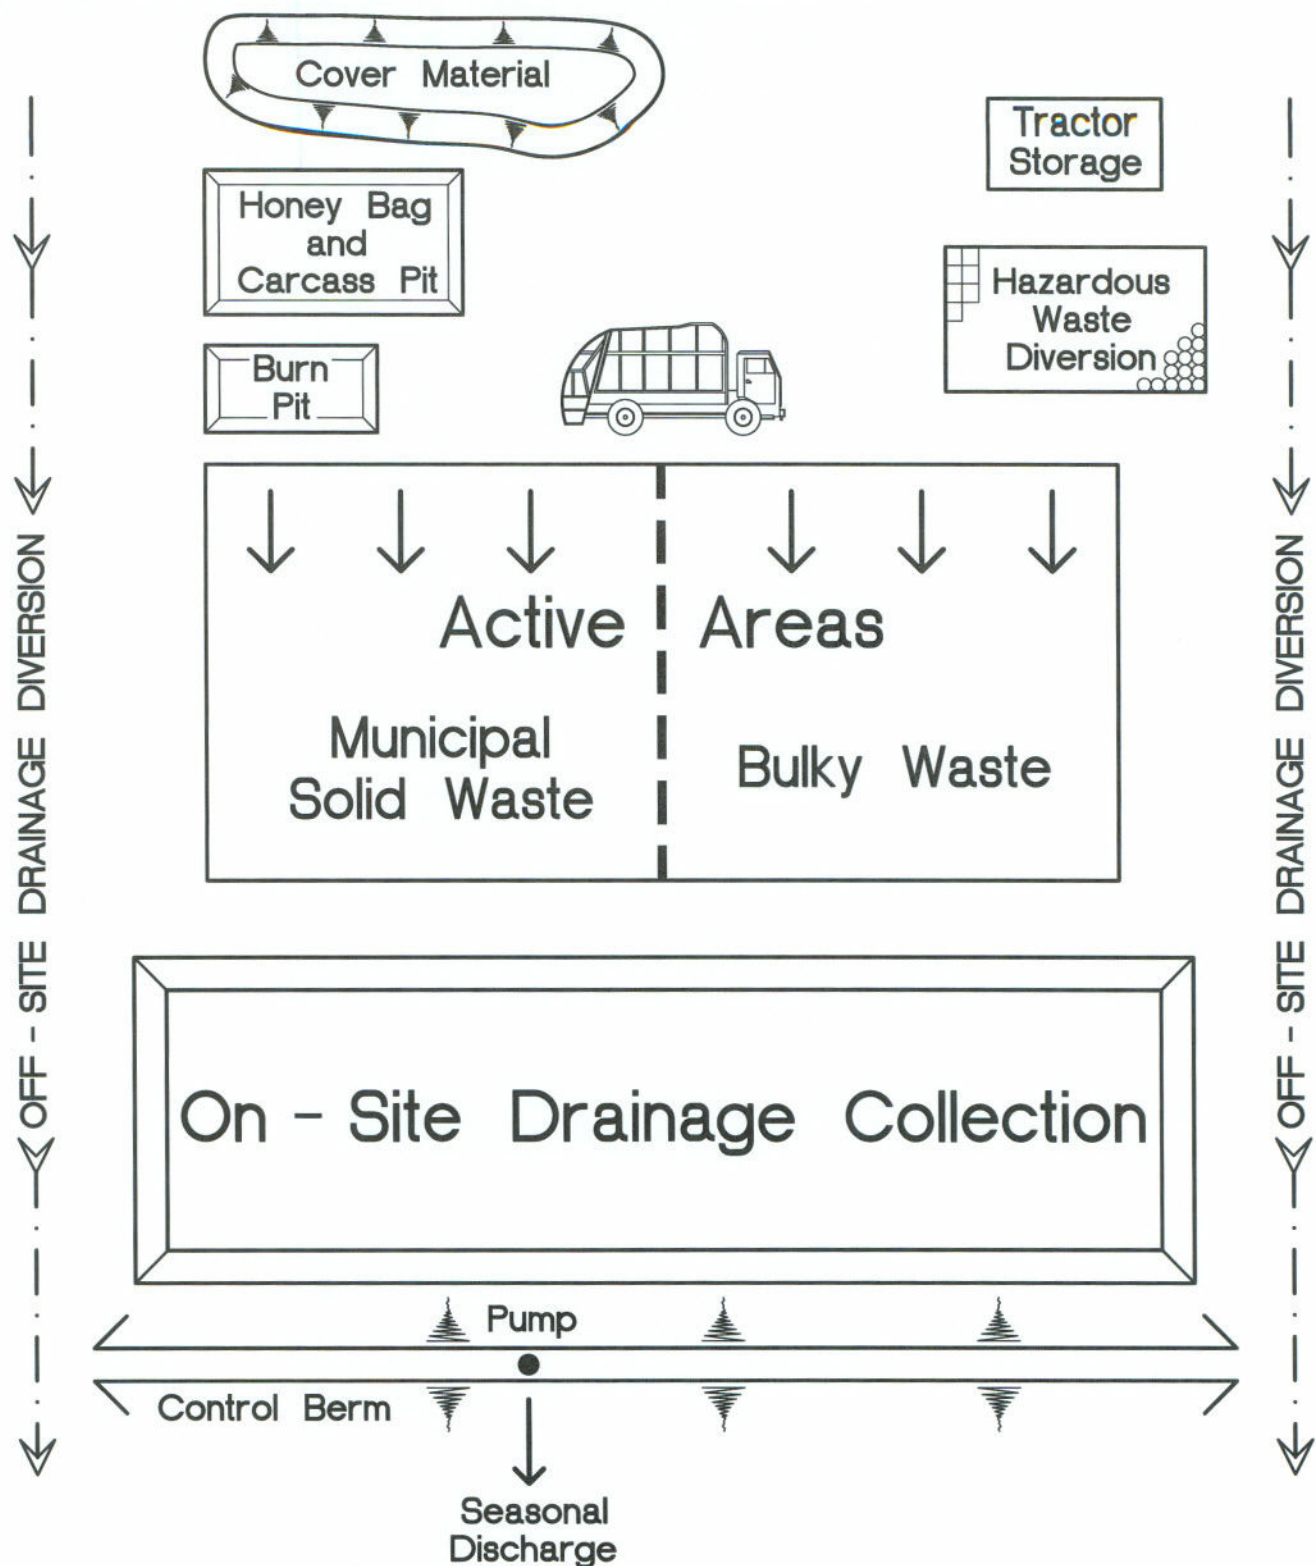 Cover Material
Tractor
Storage
Honey Bag
and
Carcass Pit
Hazardous
Waste
Diversion
Burn
Pit
Active Areas
Municipal
Solid Waste
Bulky Waste
OFF - SITE DRAINAGE DIVERSION
OFF - SITE DRAINAGE DIVERSION
On - Site Drainage Collection
Pump
Control Berm
Seasonal
Discharge